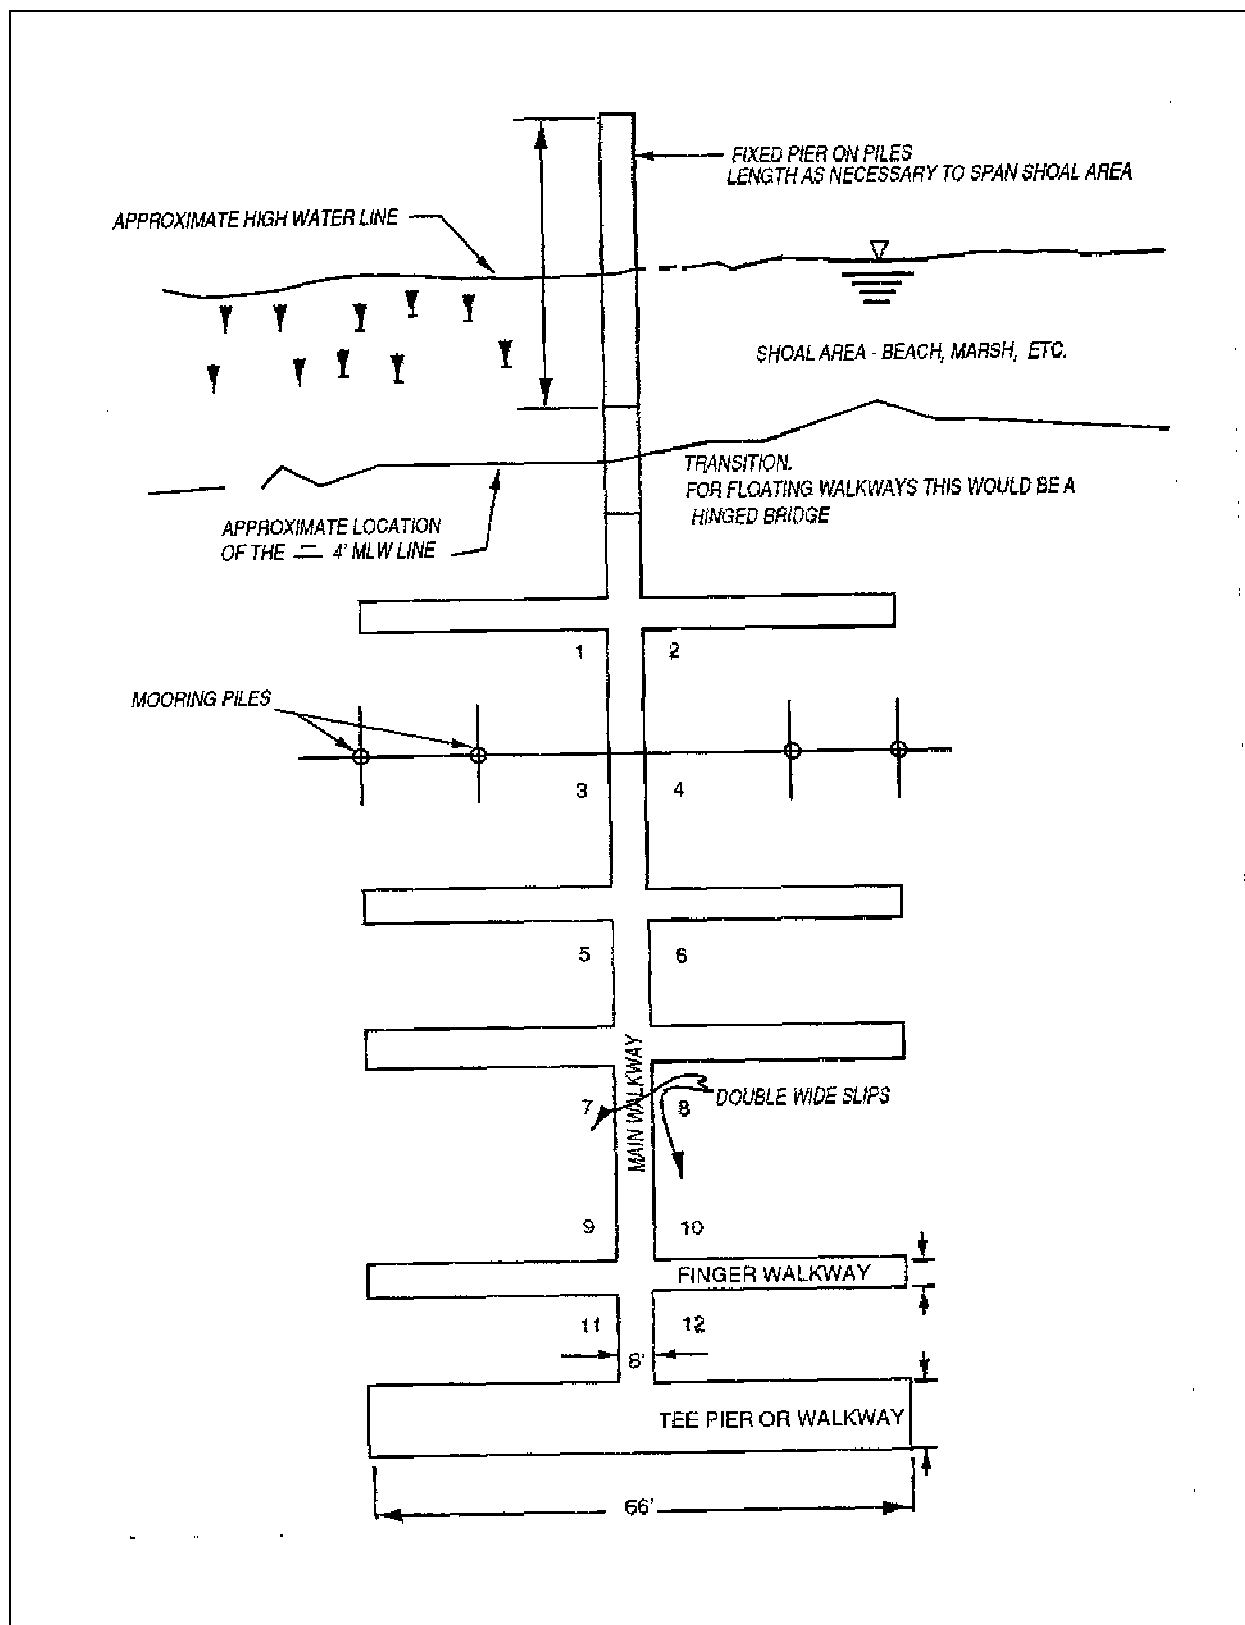 FIXED PIER ON PILES
LENGTH AS NECESSARY TO SPAN SHOAL AREA
APPROXIMATE HIGH WATER LINE
SHOAL AREA - BEACH, MARSH, ETC.
TRANSITION.
FOR FLOATING WALKWAYS THIS WOULD BE A
HINGED BRIDGE
APPROXIMATE LOCATION
OF THE 4' MLW LINE
1
2
MOORING PILES
3
4
5
6
MAIN WALKWAY
7
8
DOUBLE WIDE SLIPS
9
10
FINGER WALKWAY
11
12
TEE PIER OR WALKWAY